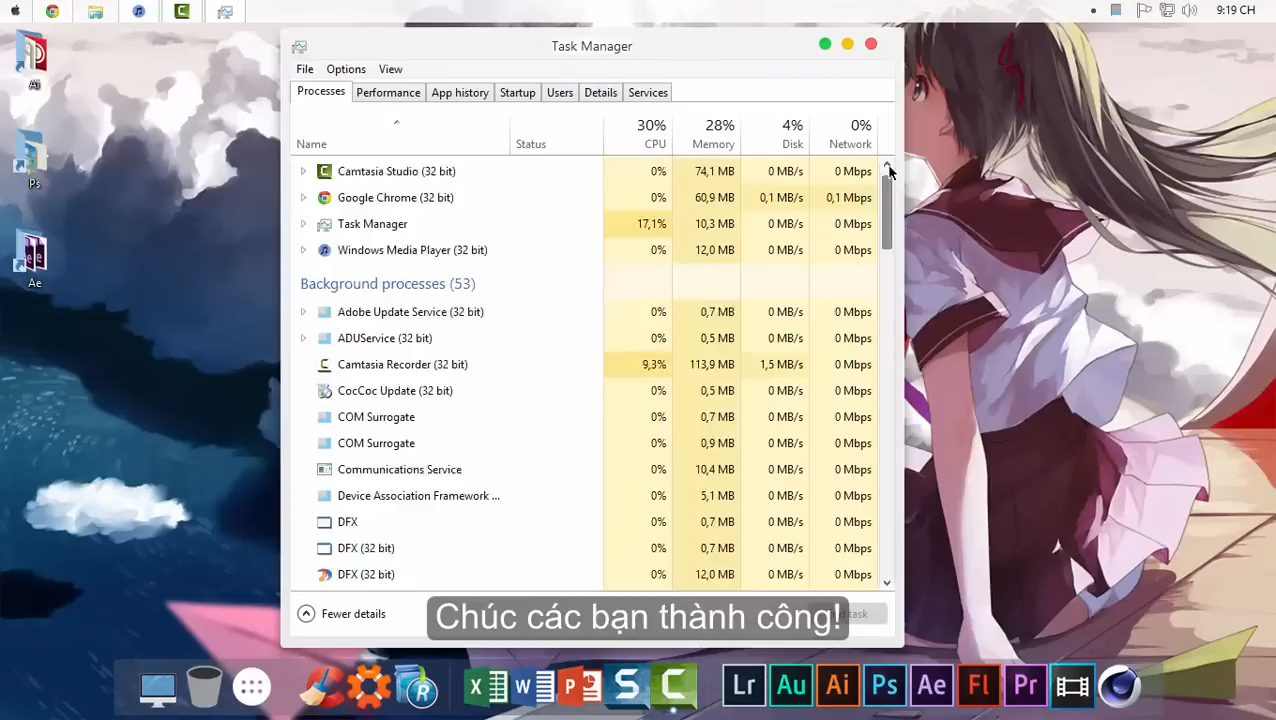 9:19 CH
Ai
Ps
Ae
Task Manager
File Options View
Processes Performance App history Startup Users Details Services
30% 28% 4% 0%
Name Status CPU Memory Disk Network
Camtasia Studio (32 bit) 0% 74,1 MB 0 MB/s 0 Mbps
Google Chrome (32 bit) 0% 60,9 MB 0,1 MB/s 0,1 Mbps
Task Manager 17,1% 10,3 MB 0 MB/s 0 Mbps
Windows Media Player (32 bit) 0% 12,0 MB 0 MB/s 0 Mbps
Background processes (53)
Adobe Update Service (32 bit) 0% 0,7 MB 0 MB/s 0 Mbps
ADUService (32 bit) 0% 0,5 MB 0 MB/s 0 Mbps
Camtasia Recorder (32 bit) 9,3% 113,9 MB 1,5 MB/s 0 Mbps
CocCoc Update (32 bit) 0% 0,5 MB 0 MB/s 0 Mbps
COM Surrogate 0% 0,7 MB 0 MB/s 0 Mbps
COM Surrogate 0% 0,9 MB 0 MB/s 0 Mbps
Communications Service 0% 10,4 MB 0 MB/s 0 Mbps
Device Association Framework ... 0% 5,1 MB 0 MB/s 0 Mbps
DFX 0% 0,7 MB 0 MB/s 0 Mbps
DFX (32 bit) 0% 0,7 MB 0 MB/s 0 Mbps
DFX (32 bit) 0% 12,0 MB 0 MB/s 0 Mbps
Fewer details
task
Chúc các bạn thành công!
Lr Au Ai Ps Ae Fl Pr